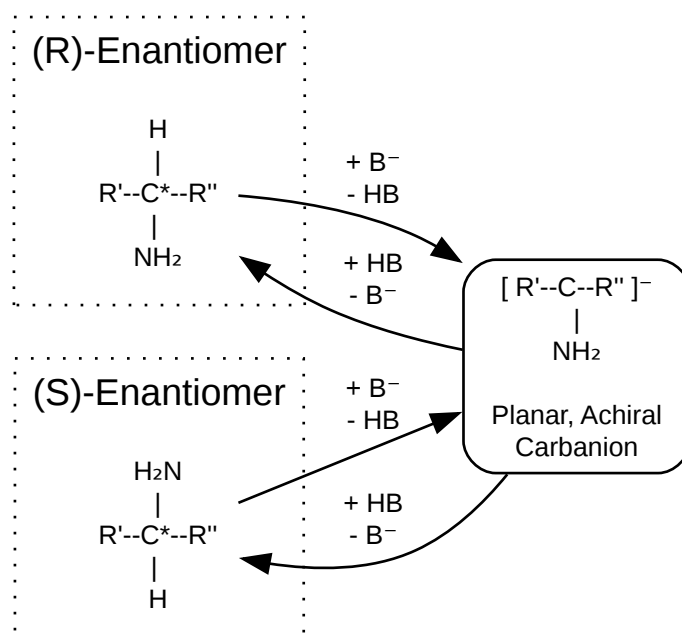 (R)-Enantiomer
H
|
R'--C*--R"
|
NH₂
+ B⁻
- HB
+ HB
- B⁻
[ R'--C--R" ]⁻
|
NH₂
Planar, Achiral
Carbanion
(S)-Enantiomer
H₂N
|
R'--C*--R"
|
H
+ B⁻
- HB
+ HB
- B⁻